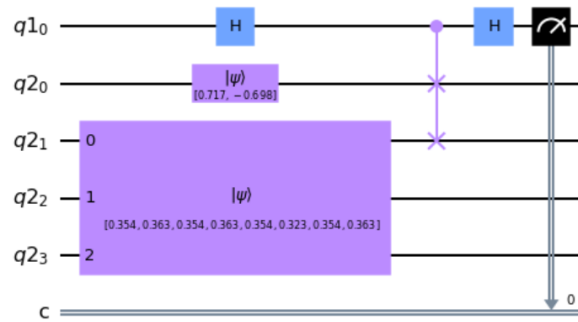 q1₀ H H
q2₀ |ψ⟩
[0.717, −0.698]
q2₁ 0
q2₂ 1 |ψ⟩
[0.354, 0.363, 0.354, 0.363, 0.354, 0.323, 0.354, 0.363]
q2₃ 2
c 0